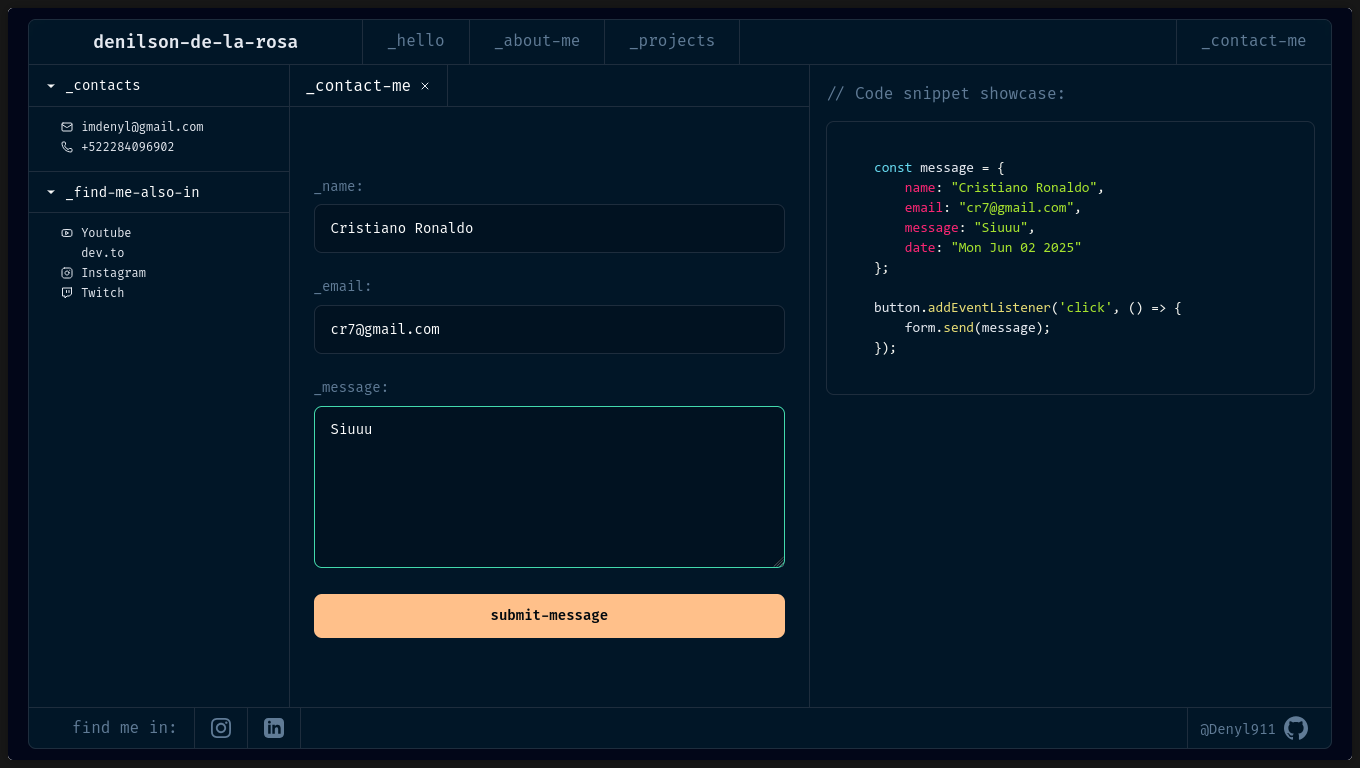 denilson-de-la-rosa
_hello
_about-me
_projects
_contact-me
_contacts
imdenyl@gmail.com
+522284096902
_find-me-also-in
Youtube
dev.to
Instagram
Twitch
_contact-me ×
_name:
Cristiano Ronaldo
_email:
cr7@gmail.com
_message:
Siuuu
submit-message
// Code snippet showcase:
const message = {
    name: "Cristiano Ronaldo",
    email: "cr7@gmail.com",
    message: "Siuuu",
    date: "Mon Jun 02 2025"
};
button.addEventListener('click', () => {
    form.send(message);
});
find me in:
@Denyl911